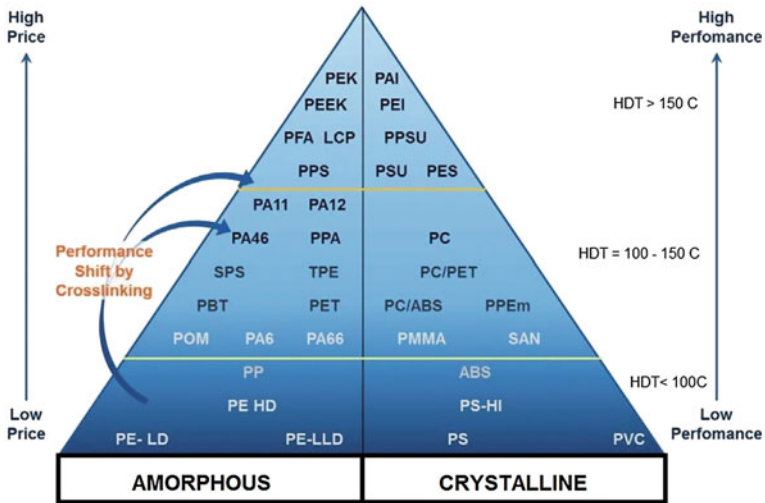 High
Price
High
Perfomance
PEK PAI
PEEK PEI
HDT > 150 C
PFA LCP PPSU
PPS PSU PES
PA11 PA12
PA46 PPA PC
HDT = 100 - 150 C
Performance
Shift by
Crosslinking
SPS TPE PC/PET
PBT PET PC/ABS PPEm
POM PA6 PA66 PMMA SAN
PP ABS
HDT< 100C
PE HD PS-HI
Low
Price
Low
Perfomance
PE- LD PE-LLD PS PVC
AMORPHOUS CRYSTALLINE